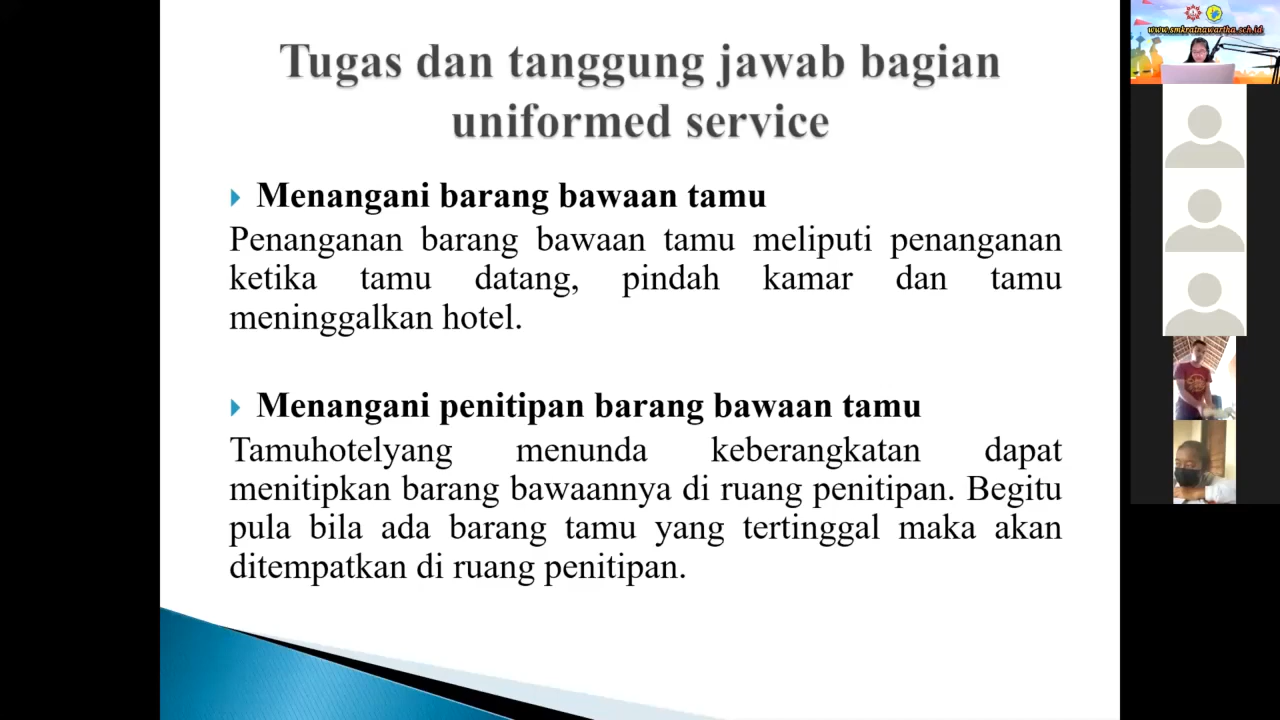 Tugas dan tanggung jawab bagian
uniformed service
Menangani barang bawaan tamu
Penanganan barang bawaan tamu meliputi penanganan
ketika tamu datang, pindah kamar dan tamu
meninggalkan hotel.
Menangani penitipan barang bawaan tamu
Tamuhotelyang menunda keberangkatan dapat
menitipkan barang bawaannya di ruang penitipan. Begitu
pula bila ada barang tamu yang tertinggal maka akan
ditempatkan di ruang penitipan.
www.smkratnawartha.sch.id